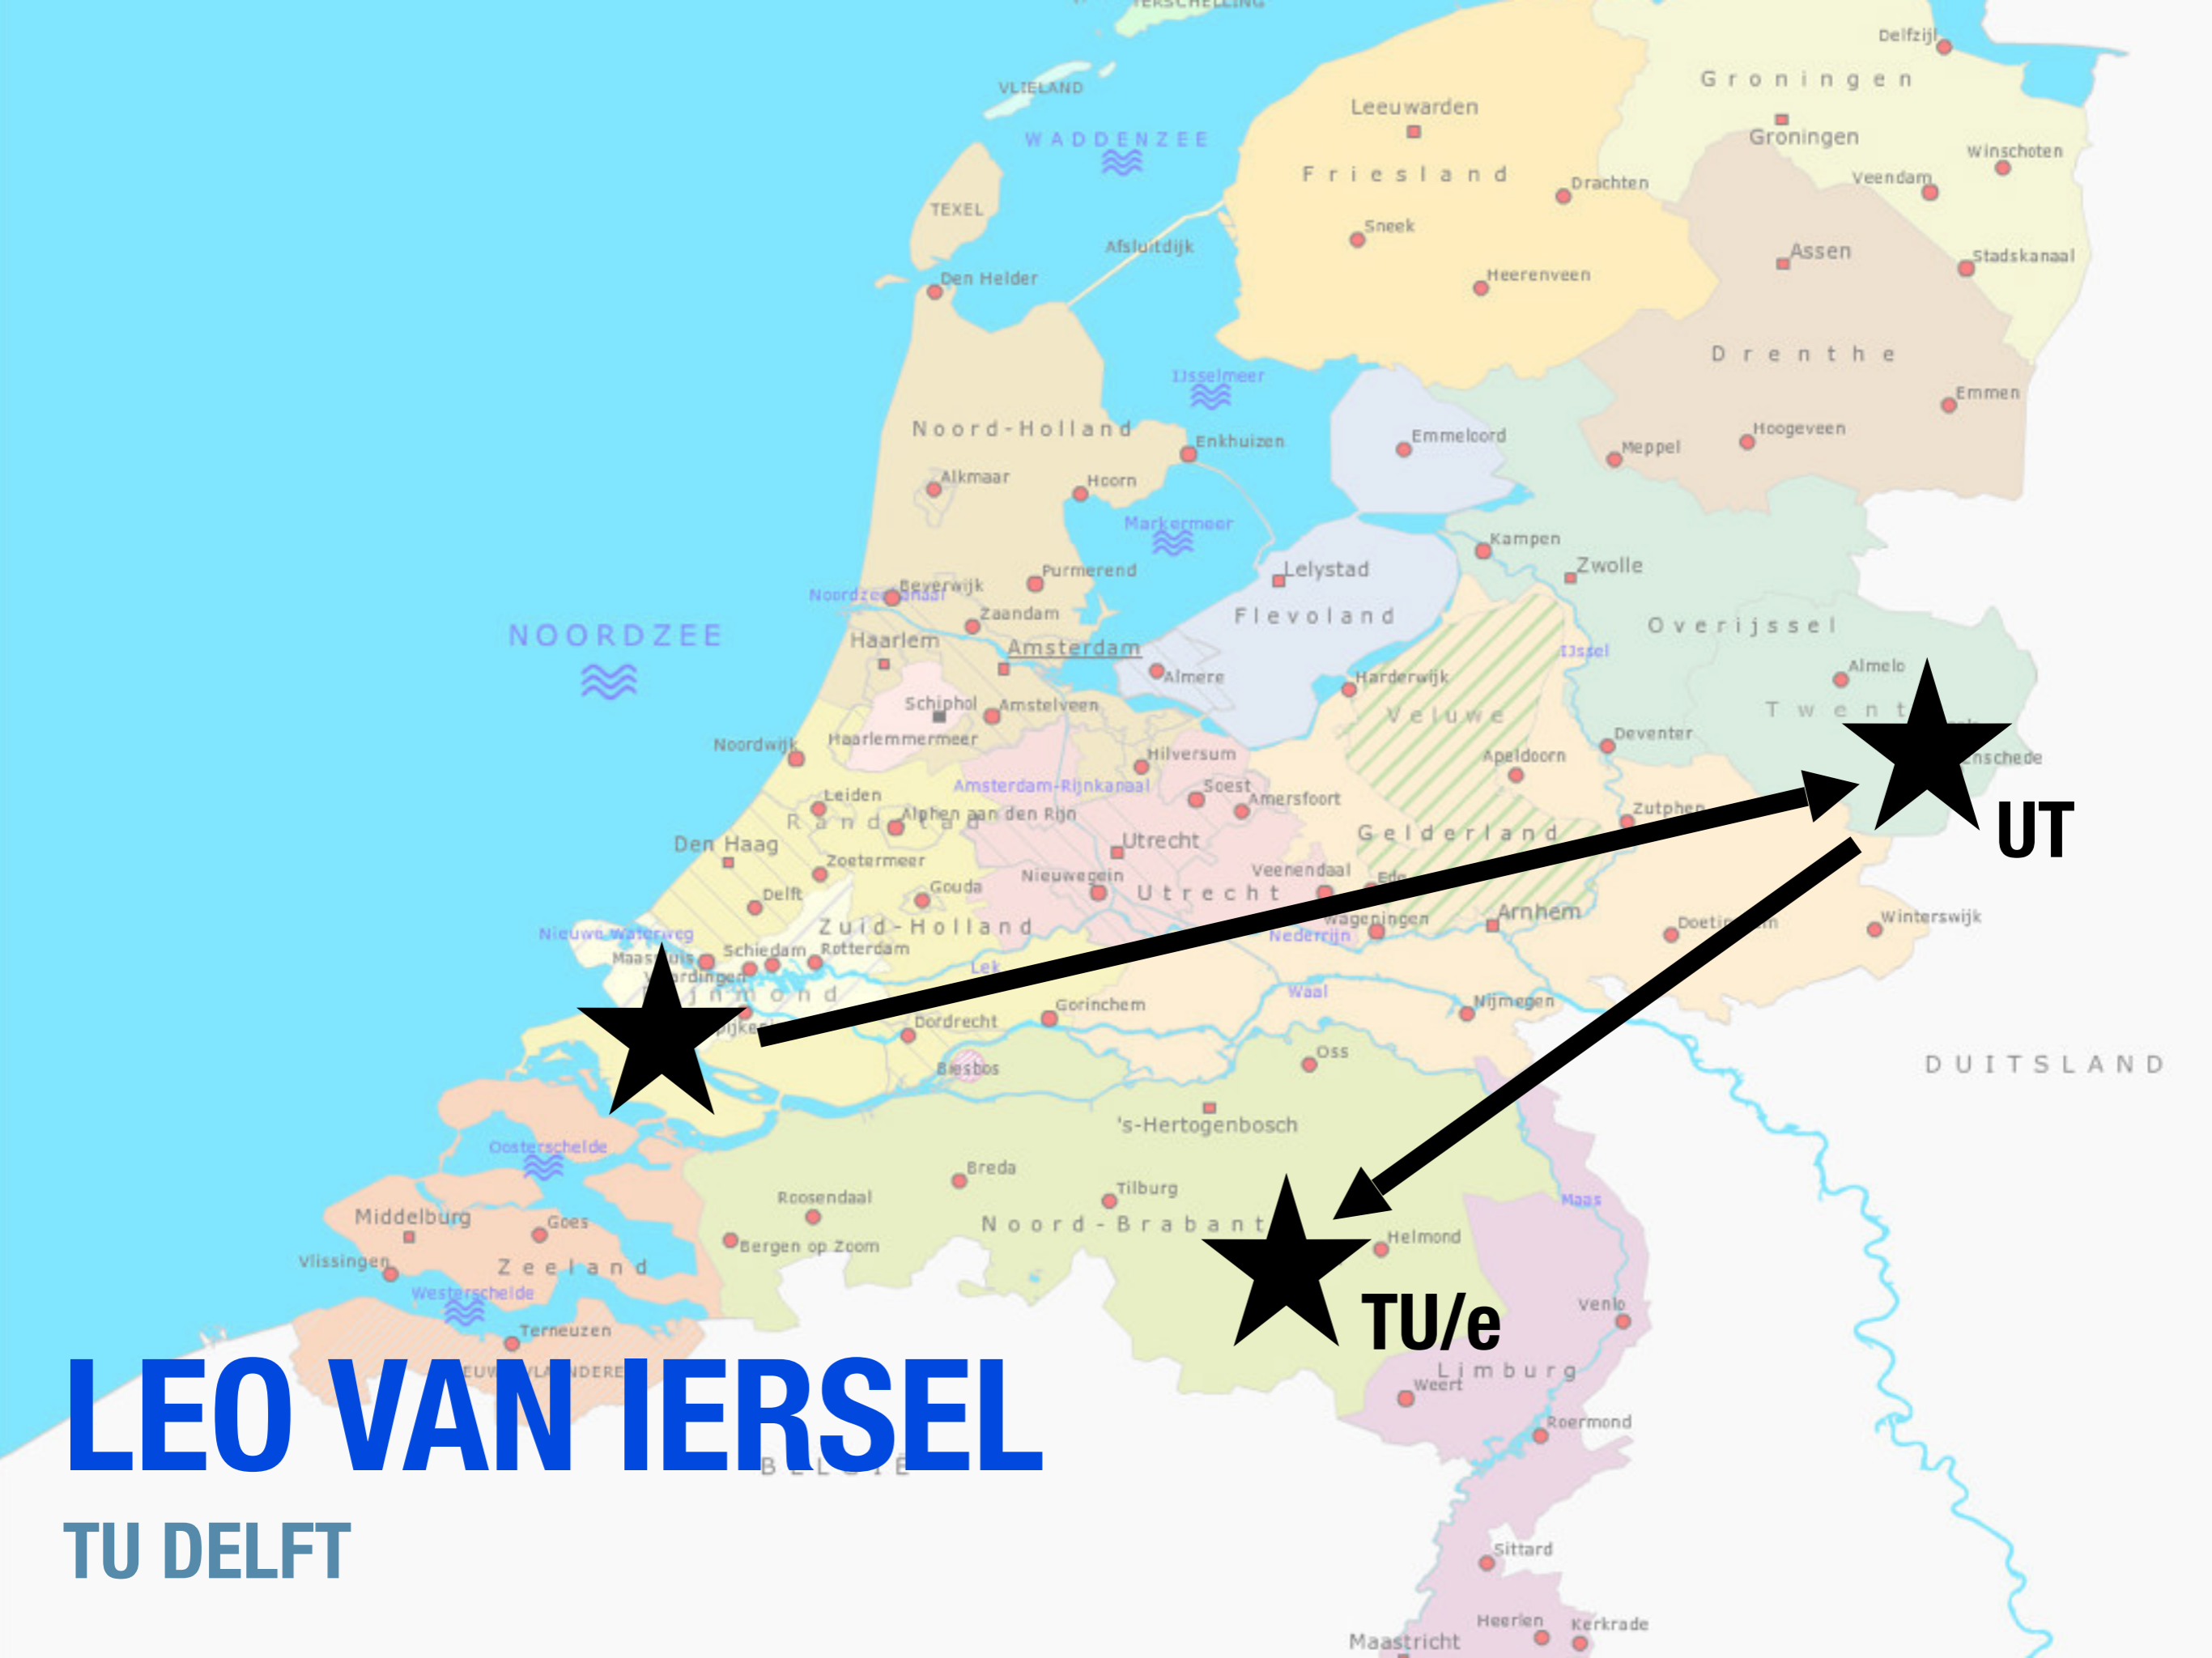 TERSCHELLING
Delfzijl
Groningen
VLIELAND
Leeuwarden
WADDENZEE
Groningen
Winschoten
Friesland
Drachten
Veendam
TEXEL
Sneek
Afsluitdijk
Assen
Stadskanaal
Den Helder
Heerenveen
Drenthe
IJsselmeer
Emmen
Noord-Holland
Enkhuizen
Emmeloord
Hoogeveen
Meppel
Alkmaar
Hoorn
Markermeer
Kampen
Zwolle
Lelystad
Purmerend
Beverwijk
Noordzeekanaal
Zaandam
Flevoland
Overijssel
NOORDZEE
Haarlem
Amsterdam
IJssel
Almelo
Almere
Harderwijk
Schiphol
Amstelveen
Veluwe
Twent
Noordwijk
Haarlemmermeer
Deventer
Hilversum
Apeldoorn
nschede
Amsterdam-Rijnkanaal
Soest
Leiden
Amersfoort
Randstad
Alphen aan den Rijn
Zutphen
UT
Den Haag
Utrecht
Gelderland
Zoetermeer
Veenendaal
Ede
Nieuwegein
Delft
Gouda
Utrecht
Arnhem
Wageningen
Winterswijk
Zuid-Holland
Nieuwe Waterweg
Nederrijn
Schiedam
Rotterdam
Lek
Waal
Nijmegen
Gorinchem
Dordrecht
Oss
Biesbos
DUITSLAND
's-Hertogenbosch
Oosterschelde
Breda
Tilburg
Roosendaal
Maas
Middelburg
Goes
Noord-Brabant
Helmond
Bergen op Zoom
Vlissingen
Zeeland
Westerschelde
Venlo
TU/e
Terneuzen
Limburg
Weert
LEO VAN IERSEL
Roermond
BELGIË
TU DELFT
Sittard
Heerlen
Kerkrade
Maastricht